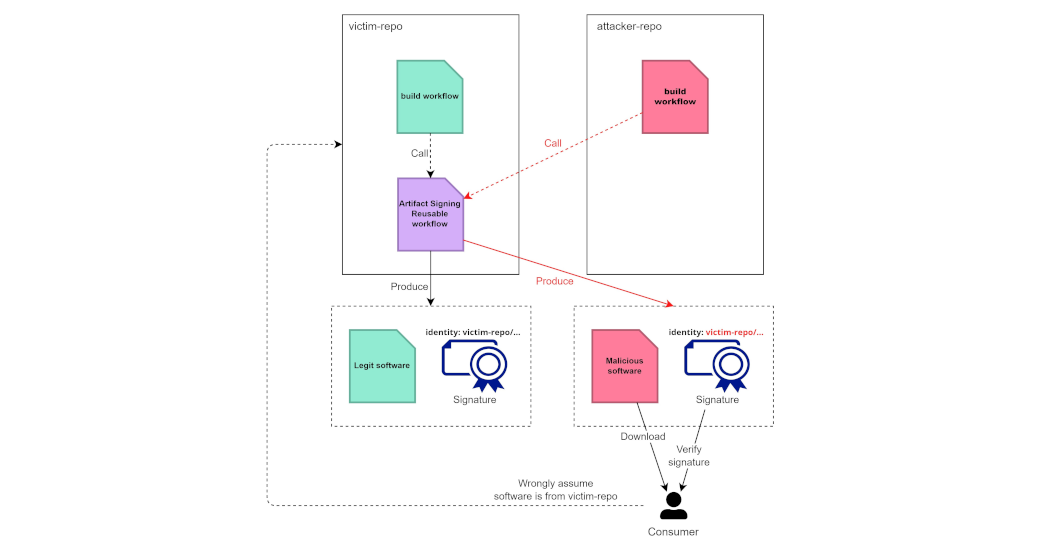 victim-repo
attacker-repo
build workflow
build
workflow
Call
Call
Artifact Signing
Reusable
workflow
Produce
Produce
identity: victim-repo/...
identity: victim-repo/...
Legit software
Malicious
software
Signature
Signature
Download
Verify
signature
Wrongly assume
software is from victim-repo
Consumer